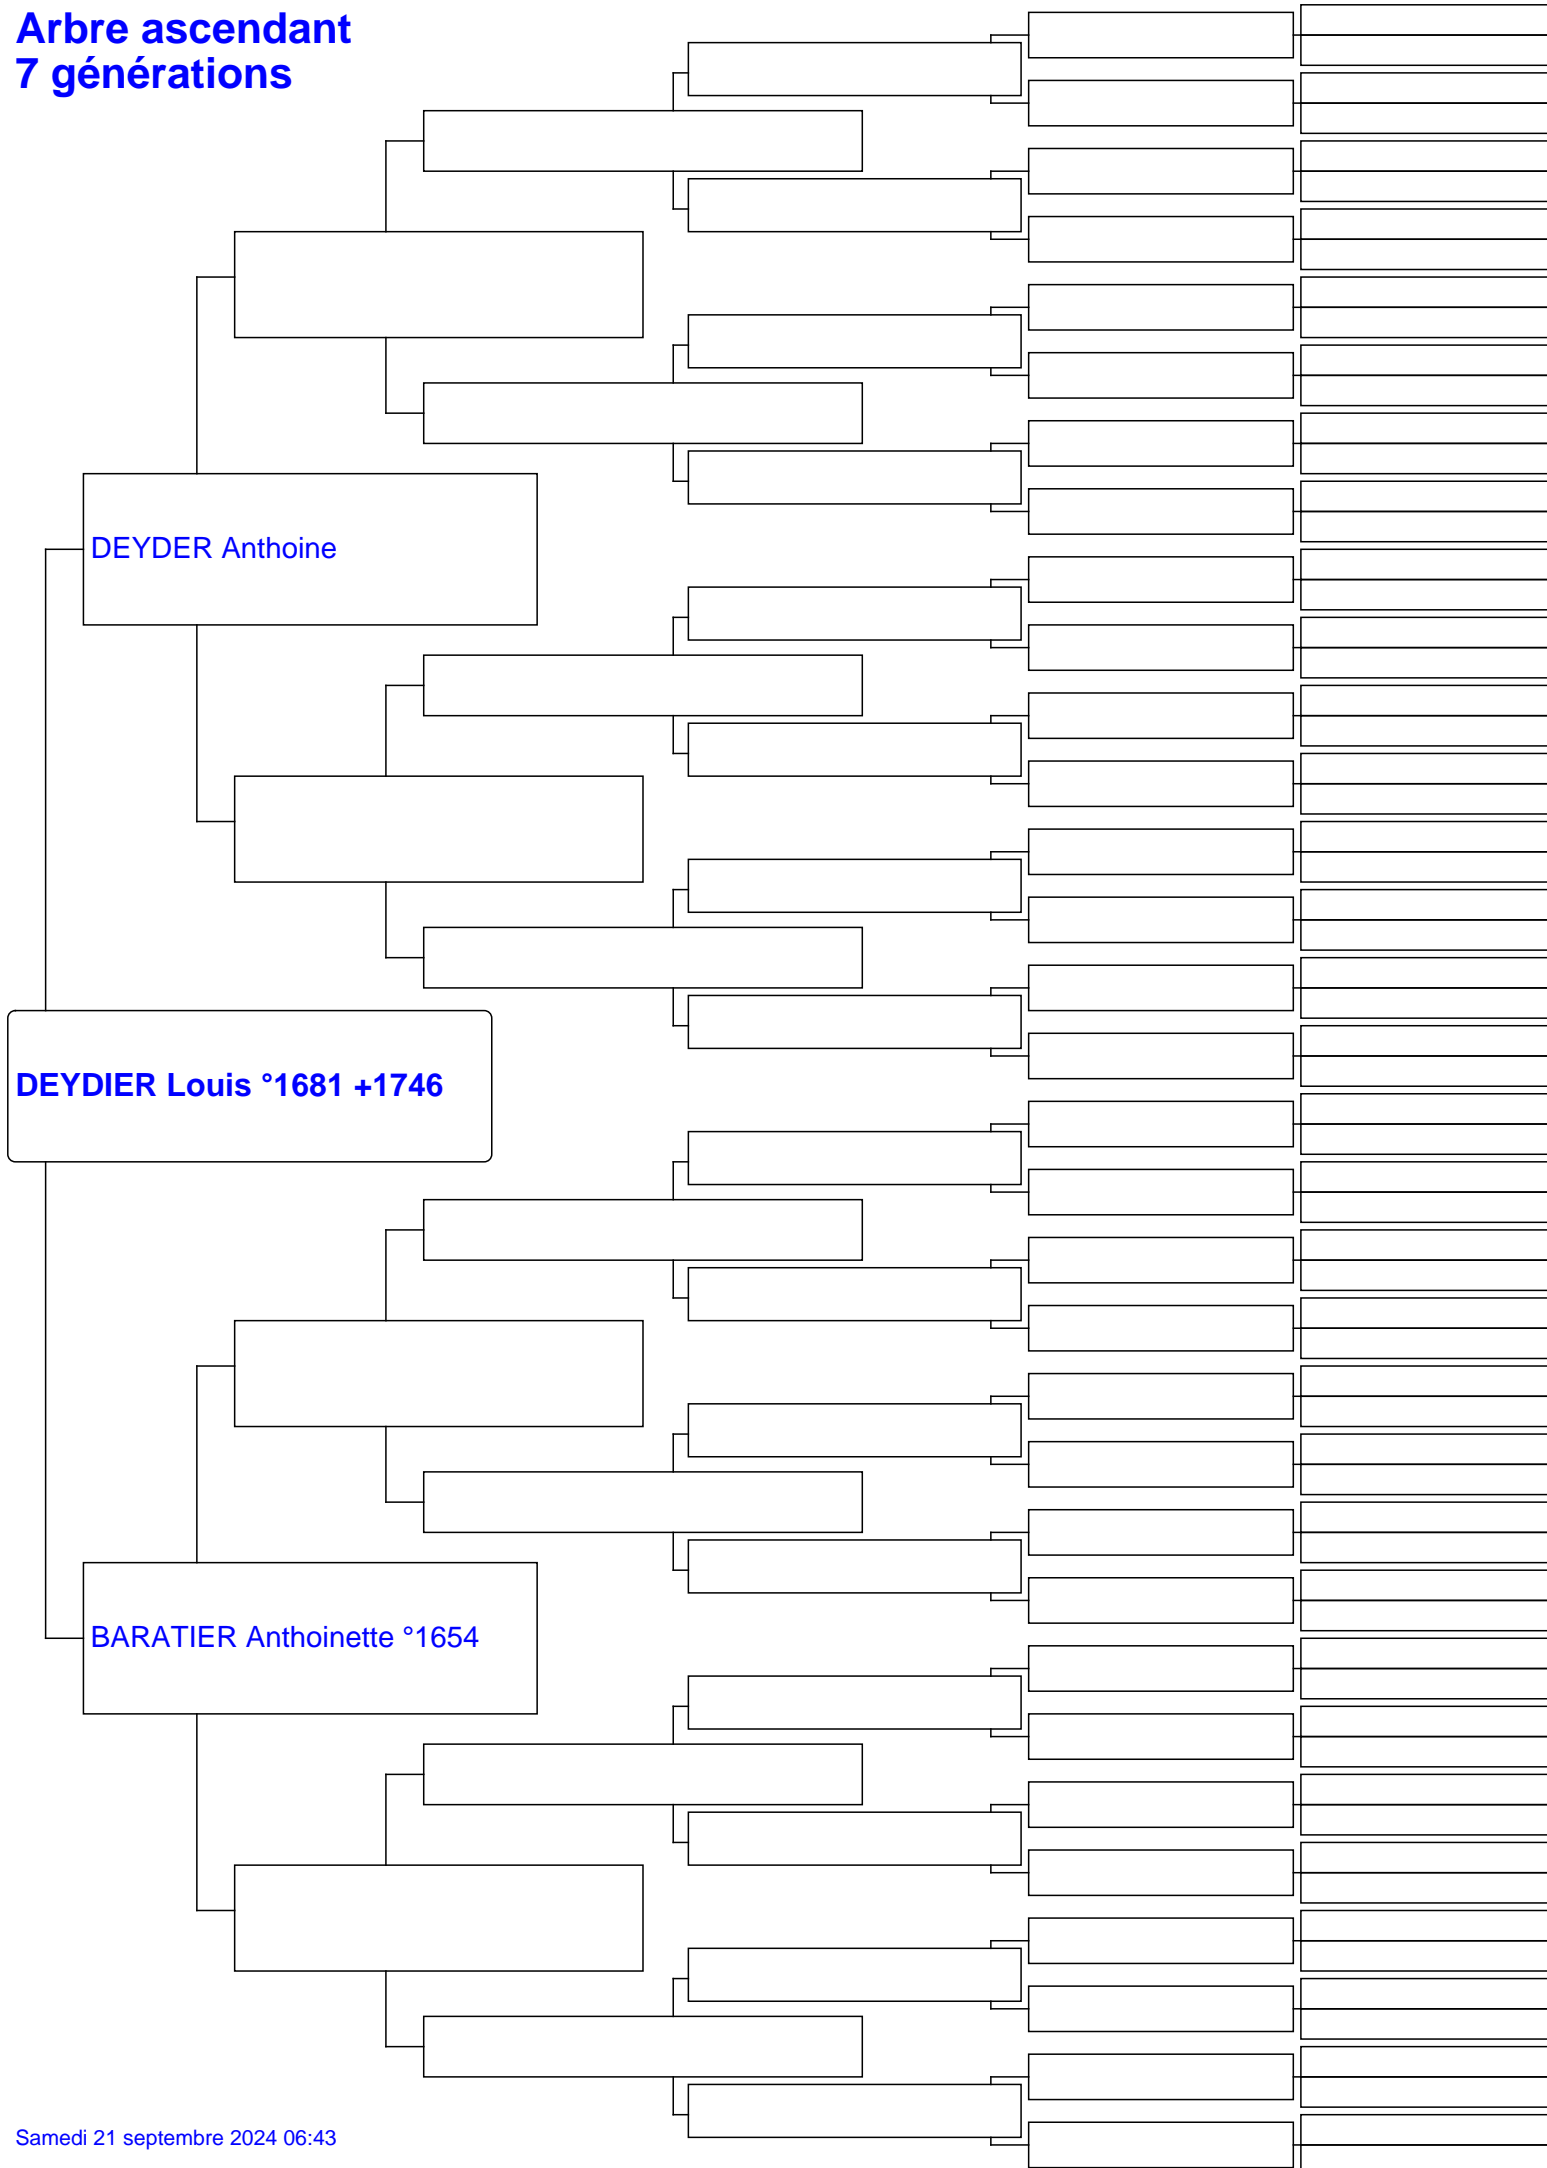 Arbre ascendant
7 générations
DEYDER Anthoine
DEYDIER Louis °1681 +1746
BARATIER Anthoinette °1654
Samedi 21 septembre 2024 06:43